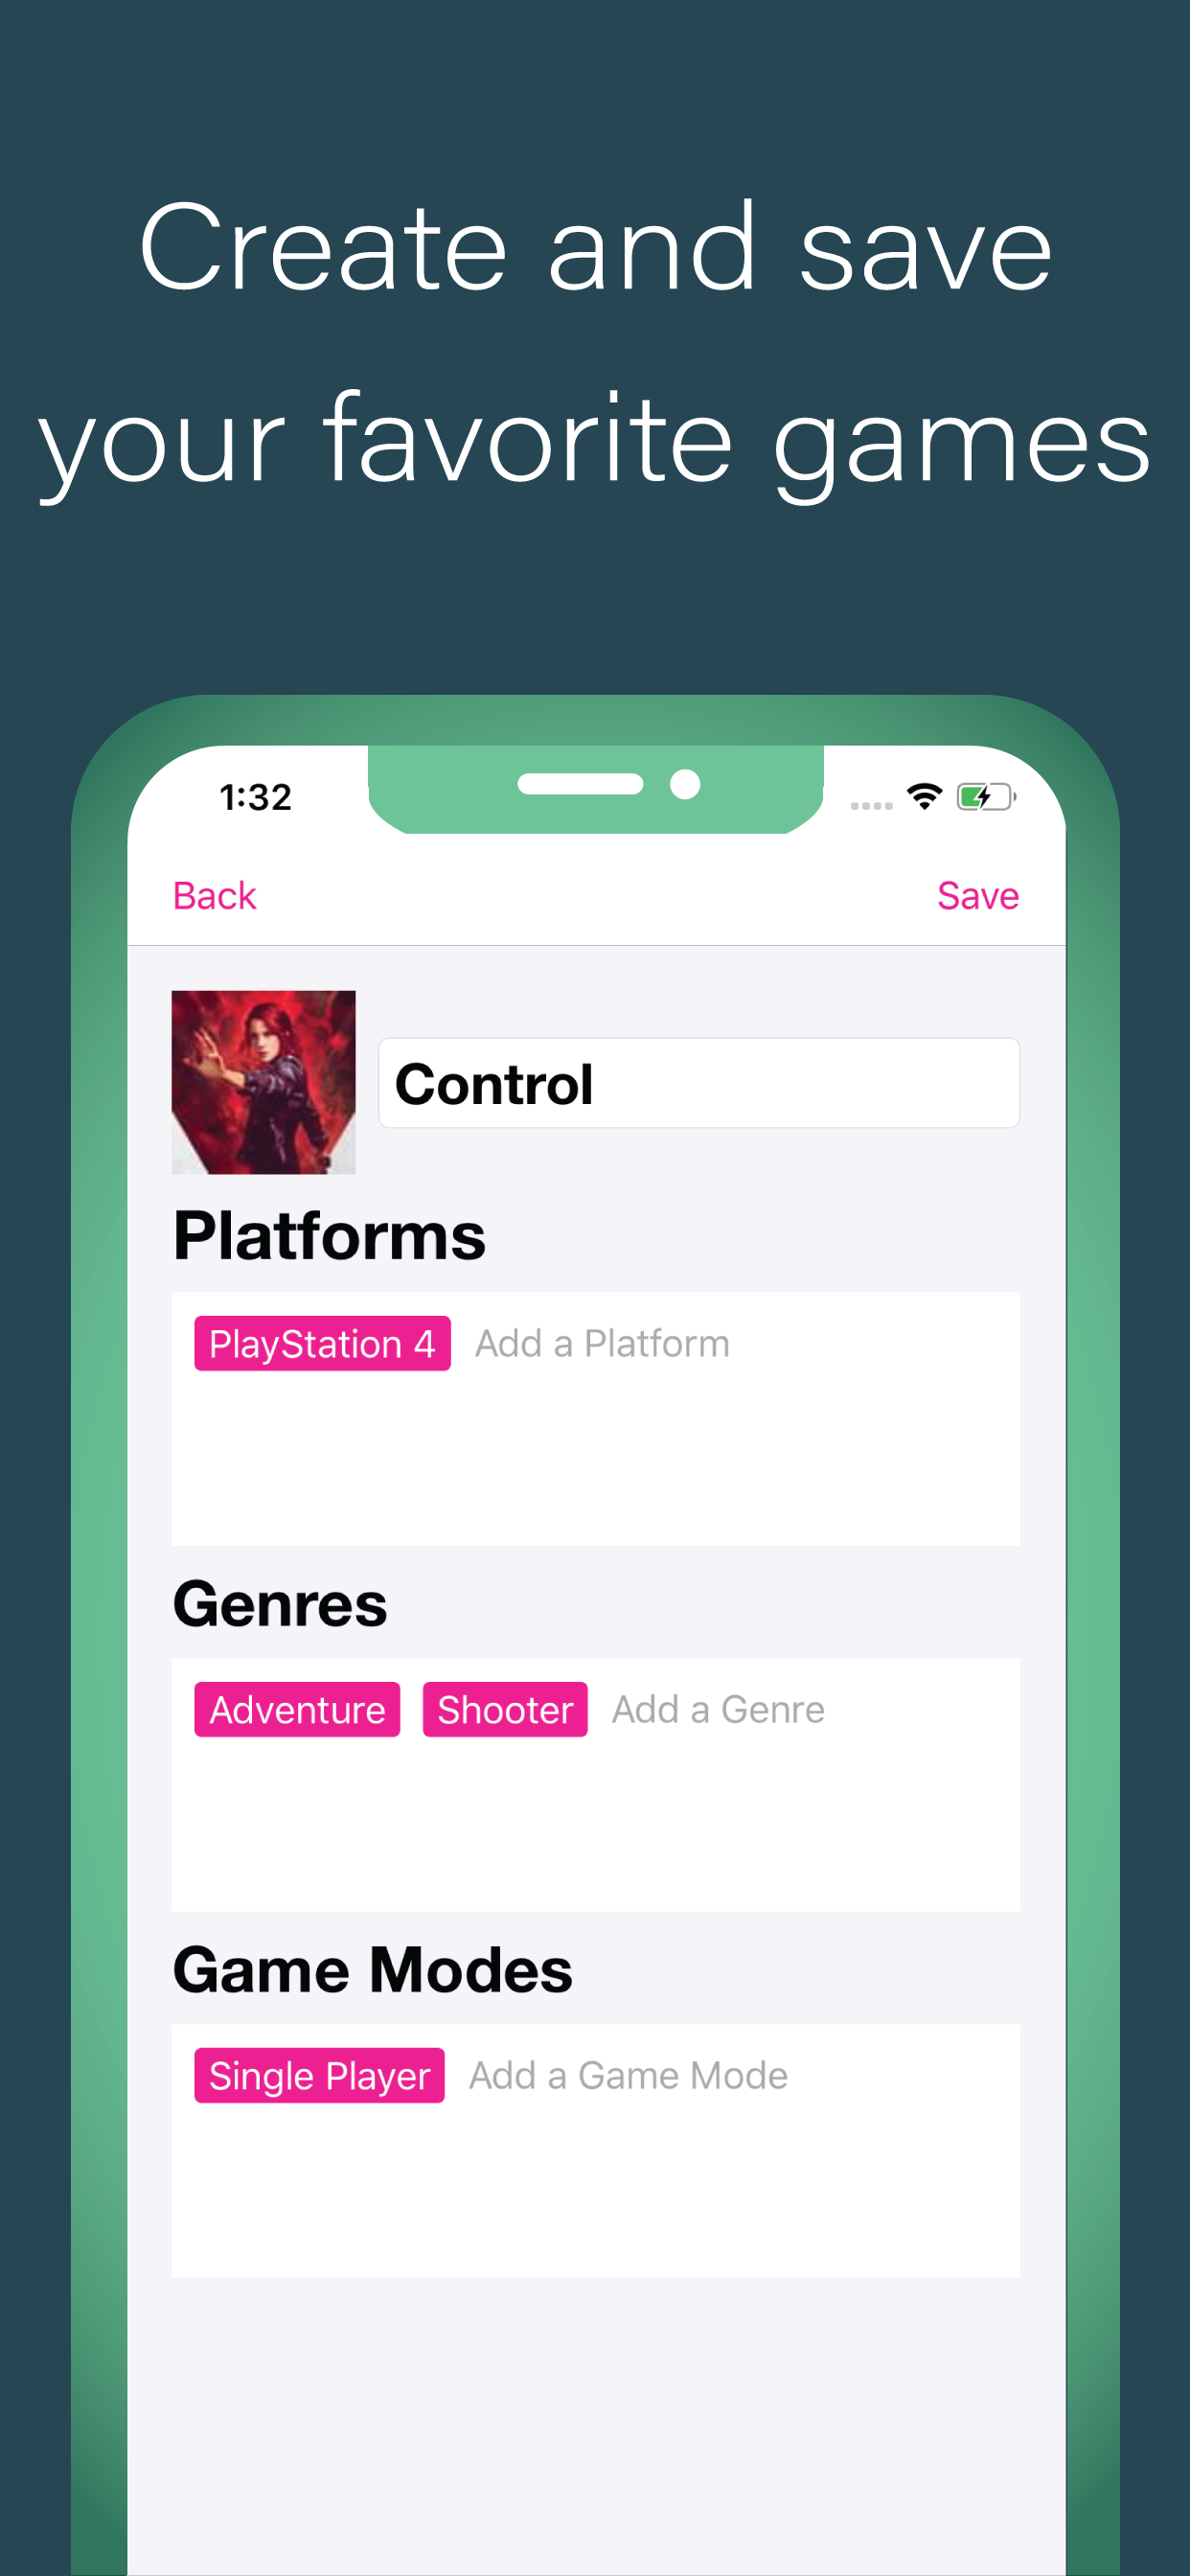 Create and save
your favorite games
1:32
Back Save
Control
Platforms
PlayStation 4 Add a Platform
Genres
Adventure Shooter Add a Genre
Game Modes
Single Player Add a Game Mode